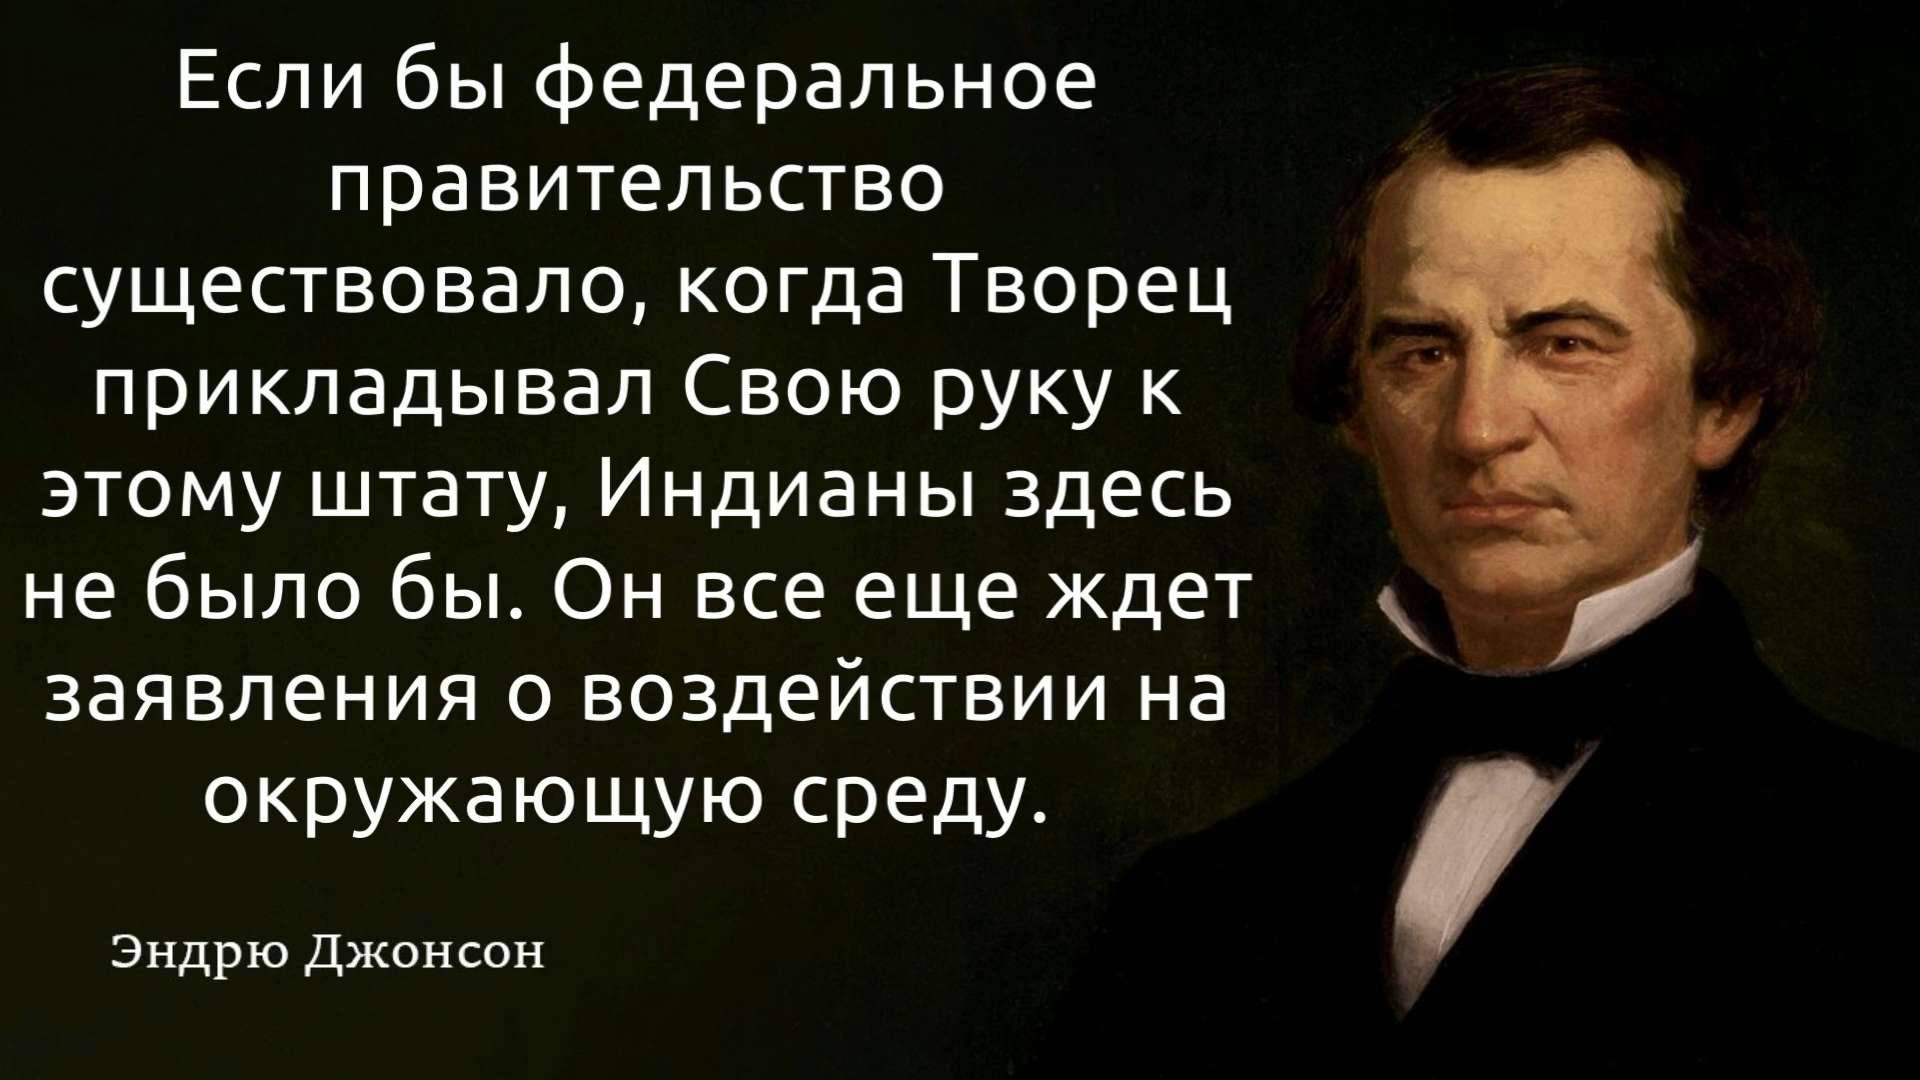 Если бы федеральное
правительство
существовало, когда Творец
прикладывал Свою руку к
этому штату, Индианы здесь
не было бы. Он все еще ждет
заявления о воздействии на
окружающую среду.
Эндрю Джонсон